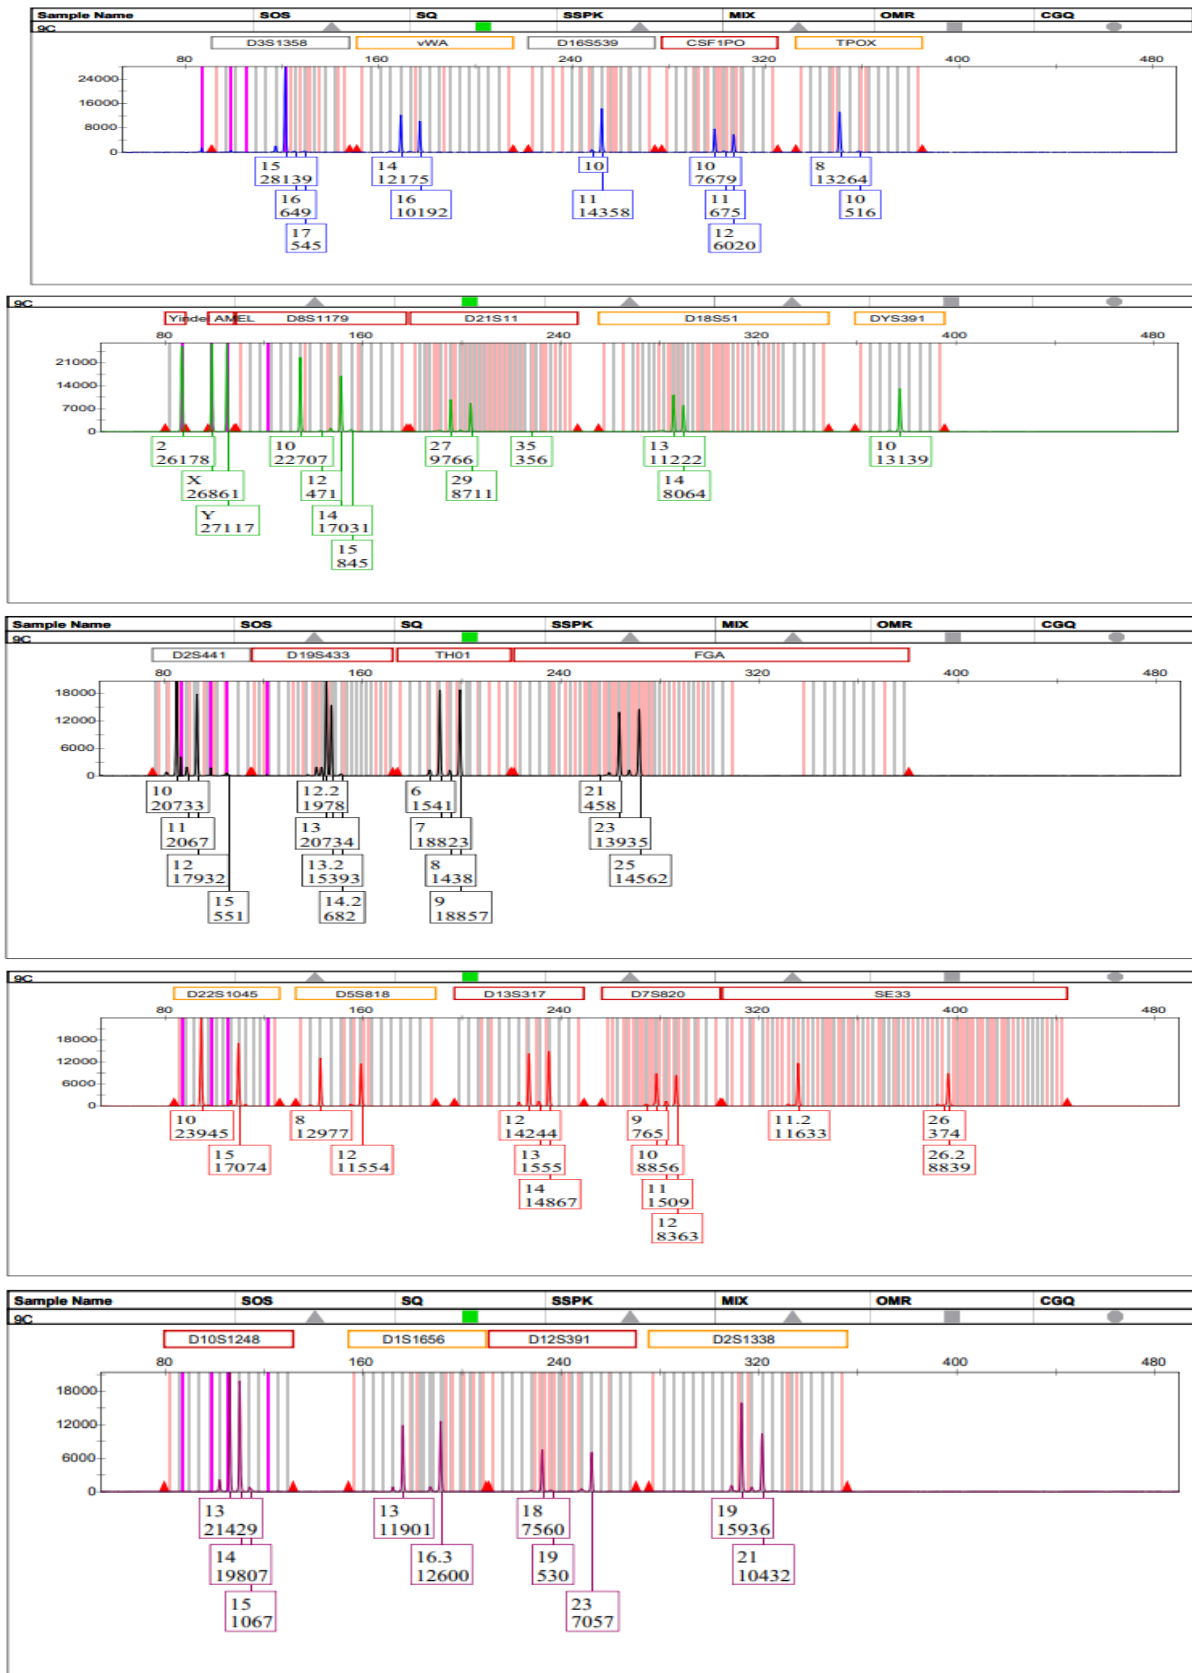 Sample Name SOS SQ SSPK MIX OMR CGQ
9C
D3S1358 vWA D16S539 CSF1PO TPOX
80 160 240 320 400 480
24000
16000
8000
0
15 14 10 10 8
28139 12175 7679 13264
16 16 11 11 10
649 10192 14358 675 516
17 12
545 6020
9C
Yindel AMEL D8S1179 D21S11 D18S51 DYS391
80 160 240 320 400 480
21000
14000
7000
0
2 10 27 35 13 10
26178 22707 9766 356 11222 13139
X 12 29 14
26861 471 8711 8064
Y 14
27117 17031
15
845
Sample Name SOS SQ SSPK MIX OMR CGQ
9C
D2S441 D19S433 TH01 FGA
80 160 240 320 400 480
18000
12000
6000
0
10 12.2 6 21
20733 1978 1541 458
11 13 7 23
2067 20734 18823 13935
12 13.2 8 25
17932 15393 1438 14562
15 14.2 9
551 682 18857
9C
D22S1045 D5S818 D13S317 D7S820 SE33
80 160 240 320 400 480
18000
12000
6000
0
10 8 12 9 11.2 26
23945 12977 14244 765 11633 374
15 12 13 10 26.2
17074 11554 1555 8856 8839
14 11
14867 1509
12
8363
Sample Name SOS SQ SSPK MIX OMR CGQ
9C
D10S1248 D1S1656 D12S391 D2S1338
80 160 240 320 400 480
18000
12000
6000
0
13 13 18 19
21429 11901 7560 15936
14 16.3 19 21
19807 12600 530 10432
15 23
1067 7057